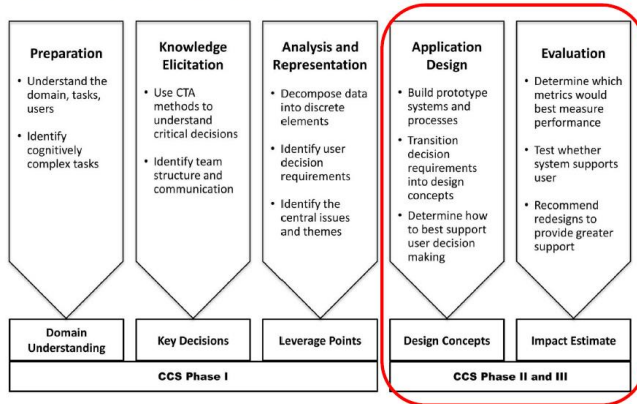 Preparation
• Understand the
domain, tasks,
users
• Identify
cognitively
complex tasks
Domain
Understanding
Knowledge
Elicitation
• Use CTA
methods to
understand
critical decisions
• Identify team
structure and
communication
Key Decisions
Analysis and
Representation
• Decompose data
into discrete
elements
• Identify user
decision
requirements
• Identify the
central issues
and themes
Leverage Points
CCS Phase I
Application
Design
• Build prototype
systems and
processes
• Transition
decision
requirements
into design
concepts
• Determine how
to best support
user decision
making
Design Concepts
Evaluation
• Determine which
metrics would
best measure
performance
• Test whether
system supports
user
• Recommend
redesigns to
provide greater
support
Impact Estimate
CCS Phase II and III